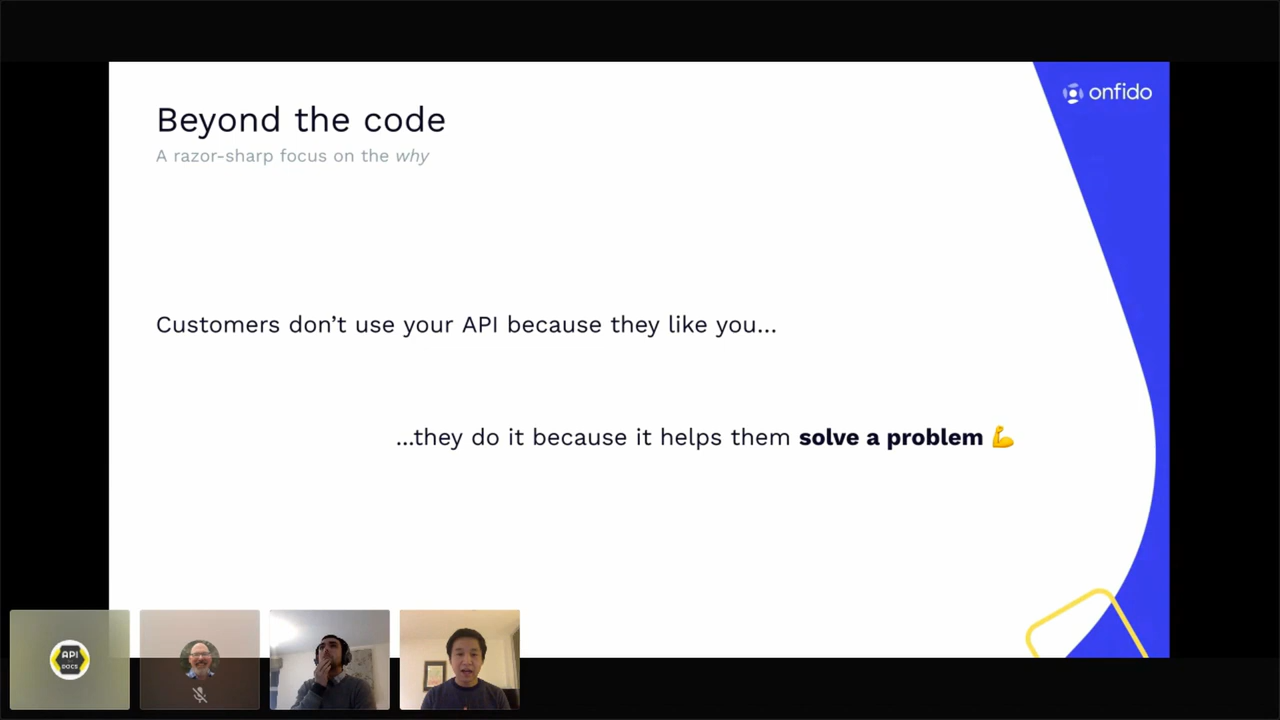 Beyond the code
A razor-sharp focus on the why
onfido
Customers don’t use your API because they like you...
...they do it because it helps them solve a problem 💪
API
DOCS